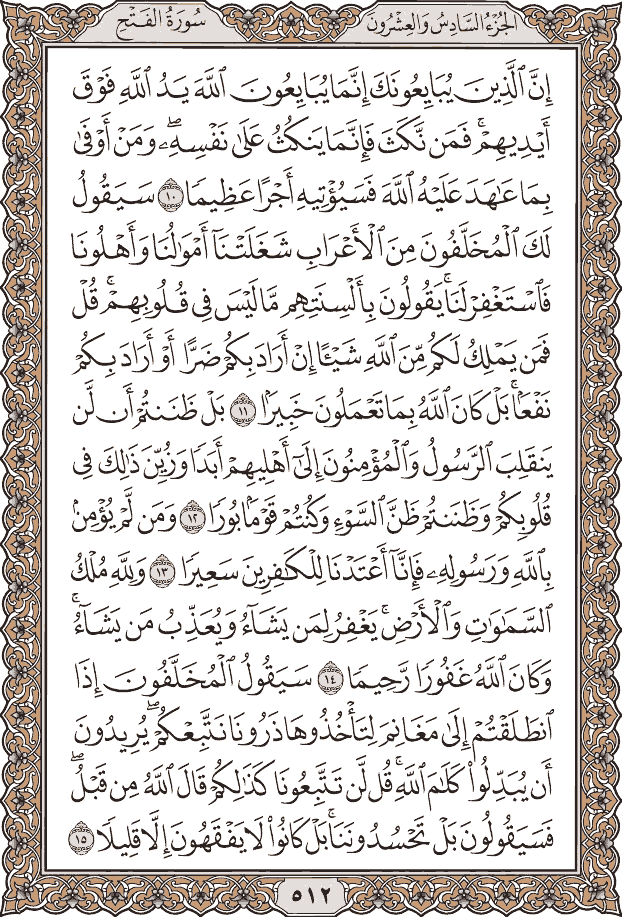 الجُزْءُ السَّادِسُ وَالعِشْرُونَ
سُورَةُ الفَتْحِ
إِنَّ ٱلَّذِينَ يُبَايِعُونَكَ إِنَّمَا يُبَايِعُونَ ٱللَّهَ يَدُ ٱللَّهِ فَوْقَ
أَيْدِيهِمْۚ فَمَن نَّكَثَ فَإِنَّمَا يَنكُثُ عَلَىٰ نَفْسِهِۦۖ وَمَنْ أَوْفَىٰ
بِمَا عَٰهَدَ عَلَيْهُ ٱللَّهَ فَسَيُؤْتِيهِ أَجْرًا عَظِيمًا ١٠ سَيَقُولُ
لَكَ ٱلْمُخَلَّفُونَ مِنَ ٱلْأَعْرَابِ شَغَلَتْنَآ أَمْوَٰلُنَا وَأَهْلُونَا
فَٱسْتَغْفِرْ لَنَاۚ يَقُولُونَ بِأَلْسِنَتِهِم مَّا لَيْسَ فِى قُلُوبِهِمْۚ قُلْ
فَمَن يَمْلِكُ لَكُم مِّنَ ٱللَّهِ شَيْـًٔا إِنْ أَرَادَ بِكُمْ ضَرًّا أَوْ أَرَادَ بِكُمْ
نَفْعَۢاۚ بَلْ كَانَ ٱللَّهُ بِمَا تَعْمَلُونَ خَبِيرَۢا ١١ بَلْ ظَنَنتُمْ أَن لَّن
يَنقَلِبَ ٱلرَّسُولُ وَٱلْمُؤْمِنُونَ إِلَىٰٓ أَهْلِيهِمْ أَبَدًا وَزُيِّنَ ذَٰلِكَ فِى
قُلُوبِكُمْ وَظَنَنتُمْ ظَنَّ ٱلسَّوْءِ وَكُنتُمْ قَوْمَۢا بُورًا ١٢ وَمَن لَّمْ يُؤْمِنۢ
بِٱللَّهِ وَرَسُولِهِۦ فَإِنَّآ أَعْتَدْنَا لِلْكَٰفِرِينَ سَعِيرًا ١٣ وَلِلَّهِ مُلْكُ
ٱلسَّمَٰوَٰتِ وَٱلْأَرْضِۚ يَغْفِرُ لِمَن يَشَآءُ وَيُعَذِّبُ مَن يَشَآءُۚ
وَكَانَ ٱللَّهُ غَفُورًا رَّحِيمًا ١٤ سَيَقُولُ ٱلْمُخَلَّفُونَ إِذَا
ٱنطَلَقْتُمْ إِلَىٰ مَغَانِمَ لِتَأْخُذُوهَا ذَرُونَا نَتَّبِعْكُمْۖ يُرِيدُونَ
أَن يُبَدِّلُوا۟ كَلَٰمَ ٱللَّهِۚ قُل لَّن تَتَّبِعُونَا كَذَٰلِكُمْ قَالَ ٱللَّهُ مِن قَبْلُۖ
فَسَيَقُولُونَ بَلْ تَحْسُدُونَنَاۚ بَلْ كَانُوا۟ لَا يَفْقَهُونَ إِلَّا قَلِيلًا ١٥
٥١٢